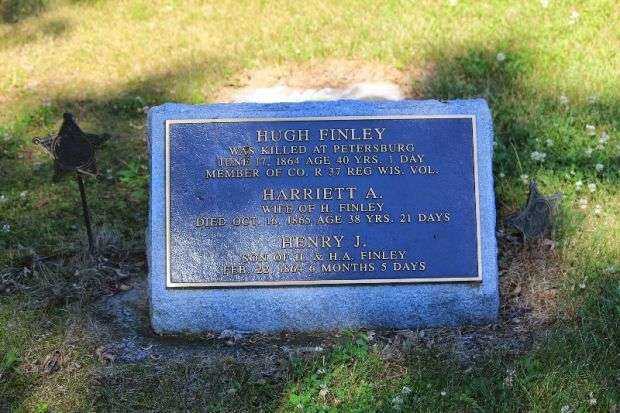 HUGH FINLEY
WAS KILLED AT PETERSBURG
JUNE 17, 1864 AGE 40 YRS. 1 DAY
MEMBER OF CO. R 37 REG WIS. VOL.
HARRIETT A.
WIFE OF H. FINLEY
DIED OCT. 16, 1865 AGE 38 YRS. 21 DAYS
HENRY J.
SON OF H. & H.A. FINLEY
FEB. 22, 1864 6 MONTHS 5 DAYS